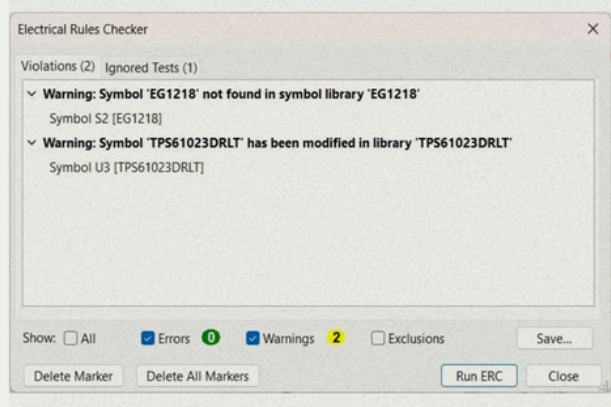 Electrical Rules Checker
Violations (2) Ignored Tests (1)
Warning: Symbol 'EG1218' not found in symbol library 'EG1218'
Symbol S2 [EG1218]
Warning: Symbol 'TPS61023DRLT' has been modified in library 'TPS61023DRLT'
Symbol U3 [TPS61023DRLT]
Show: All Errors 0 Warnings 2 Exclusions Save...
Delete Marker Delete All Markers Run ERC Close